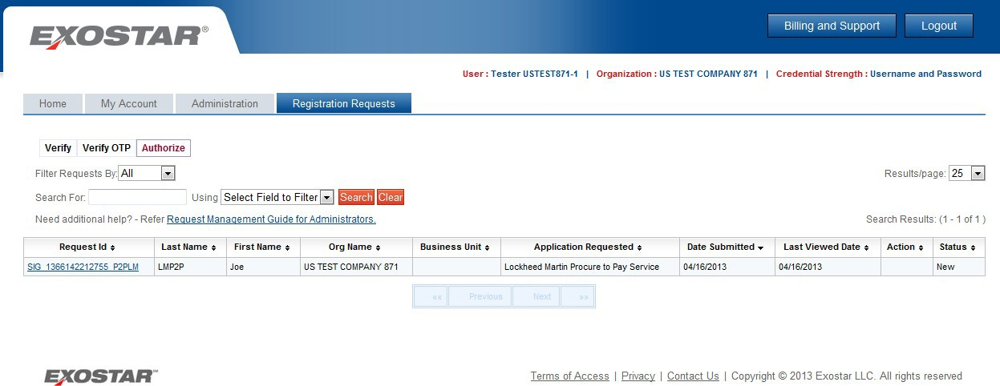 EXOSTAR®
Billing and Support Logout
User : Tester USTEST871-1 | Organization : US TEST COMPANY 871 | Credential Strength : Username and Password
Home My Account Administration Registration Requests
Verify Verify OTP Authorize
Filter Requests By: All Results/page: 25
Search For: Using Select Field to Filter Search Clear
Need additional help? - Refer Request Management Guide for Administrators. Search Results: (1 - 1 of 1 )
Request Id Last Name First Name Org Name Business Unit Application Requested Date Submitted Last Viewed Date Action Status
SIG_1366142212755_P2PLM LMP2P Joe US TEST COMPANY 871 Lockheed Martin Procure to Pay Service 04/16/2013 04/16/2013 New
«« Previous Next »»
EXOSTAR™ Terms of Access | Privacy | Contact Us | Copyright © 2013 Exostar LLC. All rights reserved